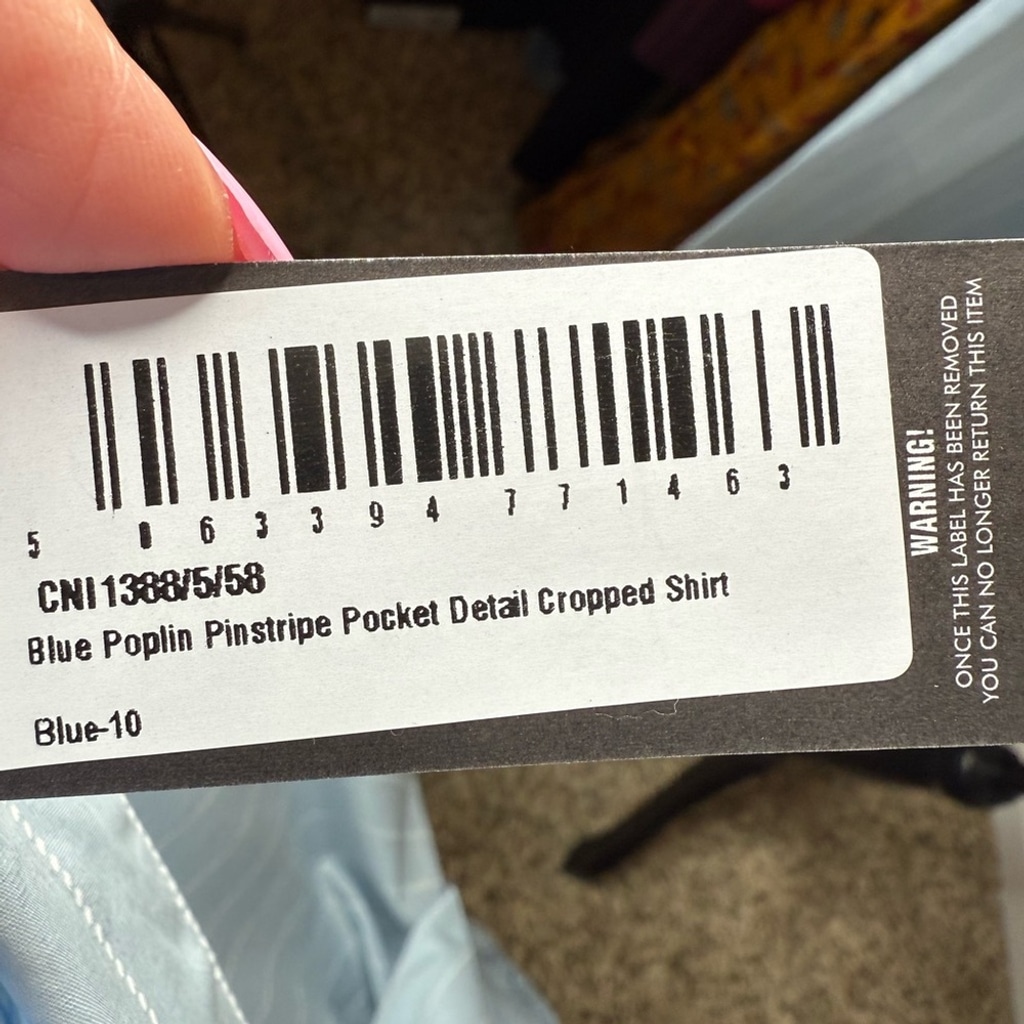 5 0 6 3 3 9 4 7 7 1 4 6 3
CNI1388/5/58
Blue Poplin Pinstripe Pocket Detail Cropped Shirt
Blue-10
WARNING!
ONCE THIS LABEL HAS BEEN REMOVED
YOU CAN NO LONGER RETURN THIS ITEM